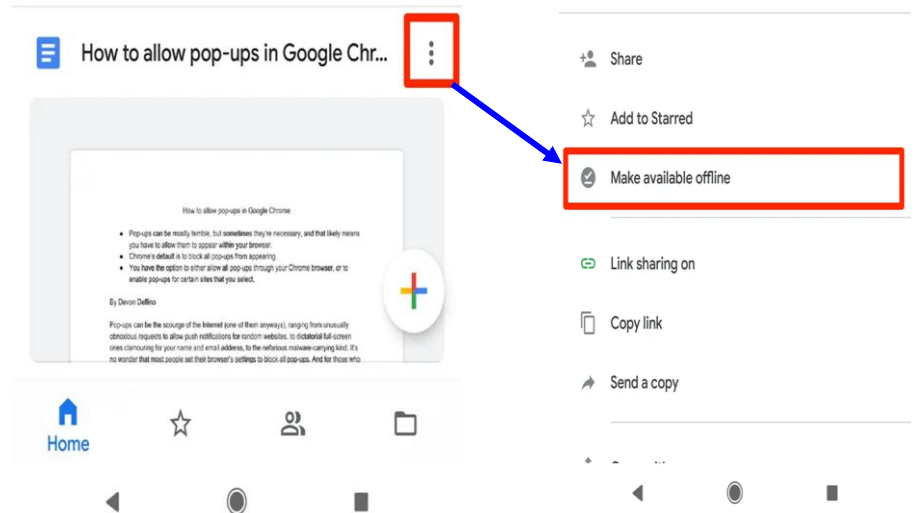 How to allow pop-ups in Google Chr...
How to allow pop-ups in Google Chrome
Pop-ups can be mostly terrible, but sometimes they're necessary, and that likely means
you have to allow them to appear within your browser.
Chrome's default is to block all pop-ups from appearing.
You have the option to either allow all pop-ups through your Chrome browser, or to
enable pop-ups for certain sites that you select.
By Devon Delfino
Pop-ups can be the scourge of the Internet (one of them anyways), ranging from unusually
obnoxious requests to allow push notifications for random websites, to dictatorial full-screen
ones clamouring for your name and email address, to the nefarious malware-carrying kind. It's
no wonder that most people set their browser's settings to block all pop-ups. And for those who
Home
Share
Add to Starred
Make available offline
Link sharing on
Copy link
Send a copy